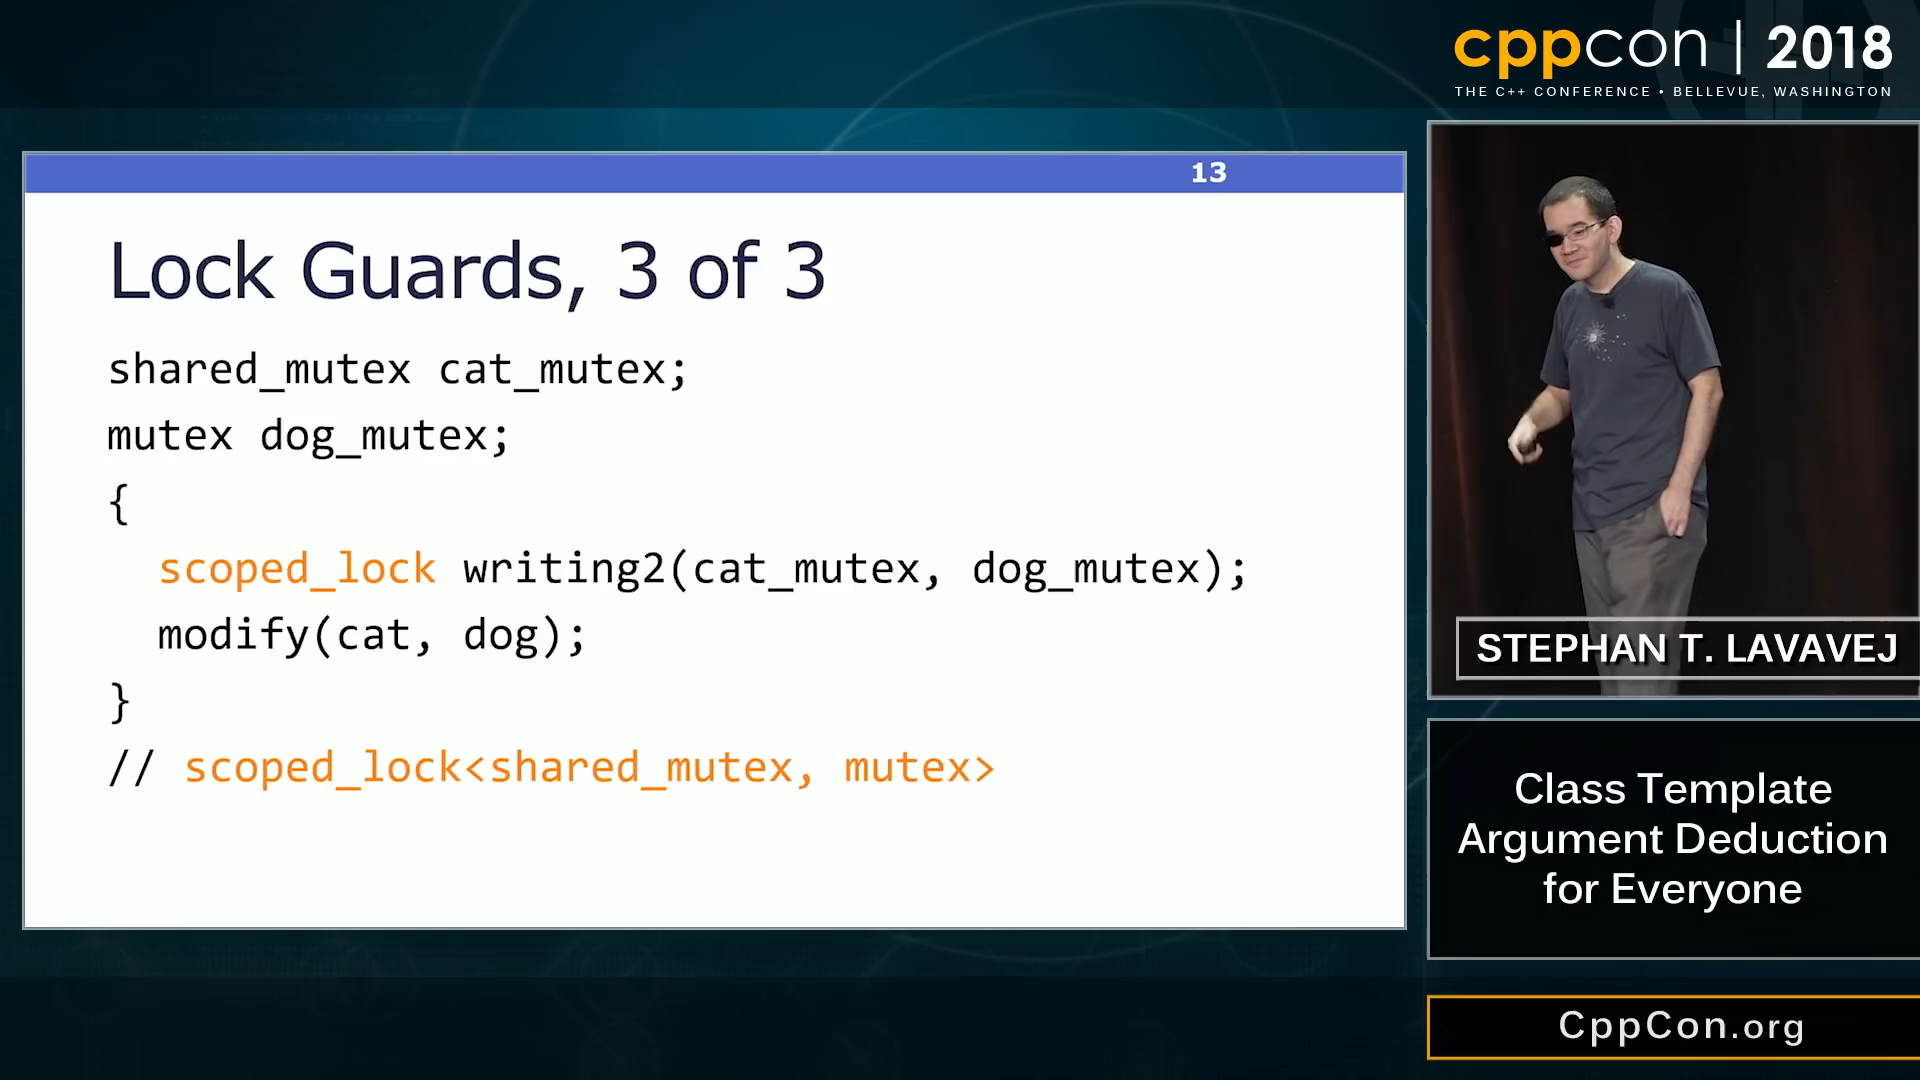 cppcon | 2018
THE C++ CONFERENCE • BELLEVUE, WASHINGTON
13
Lock Guards, 3 of 3
shared_mutex cat_mutex;
mutex dog_mutex;
{
  scoped_lock writing2(cat_mutex, dog_mutex);
  modify(cat, dog);
}
// scoped_lock<shared_mutex, mutex>
STEPHAN T. LAVAVEJ
Class Template
Argument Deduction
for Everyone
CppCon.org